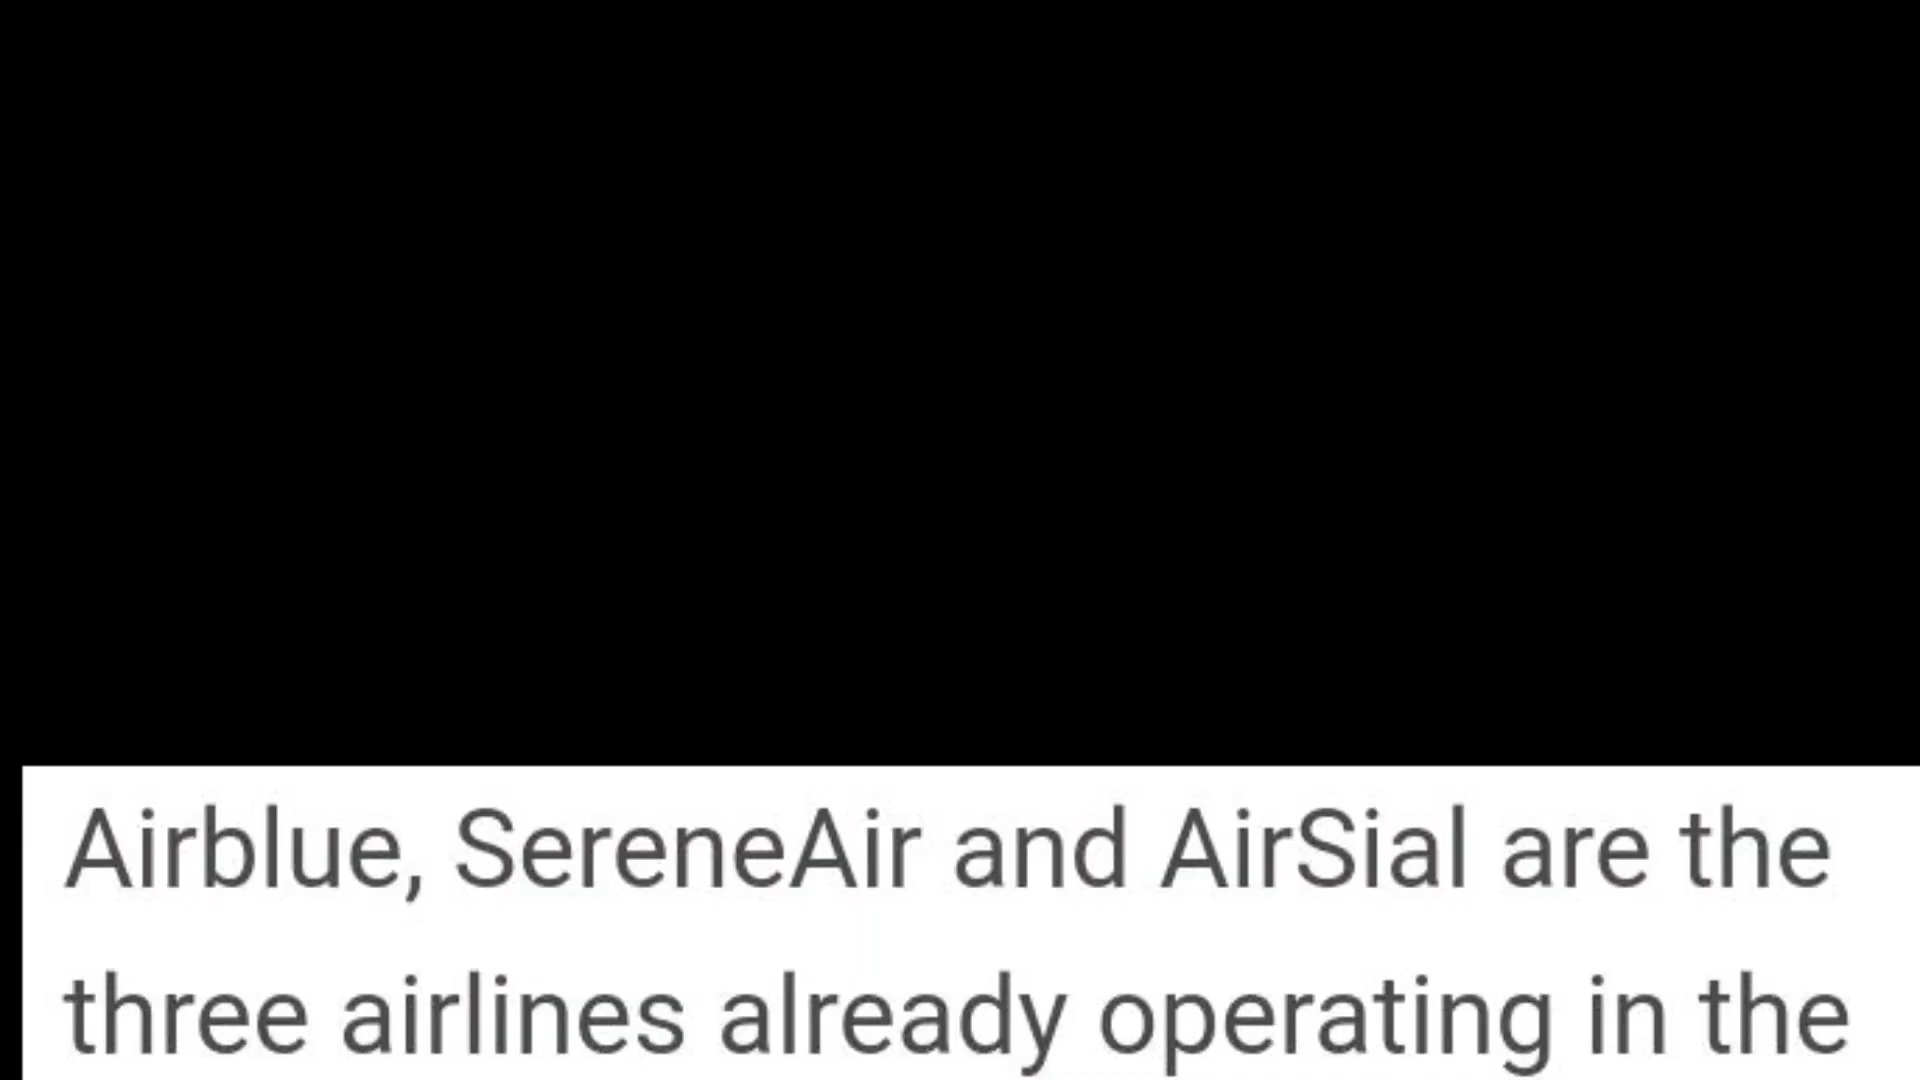 Airblue, SereneAir and AirSial are the
three airlines already operating in the